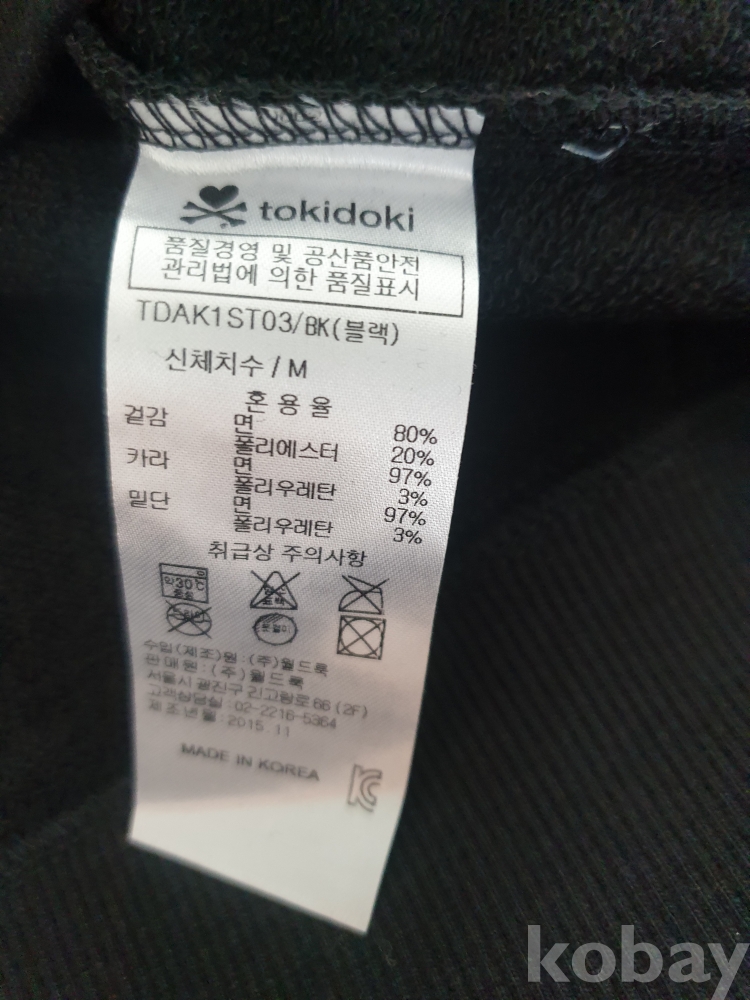 tokidoki
품질경영 및 공산품안전
관리법에 의한 품질표시
TDAK1ST03/BK(블랙)
신체치수 / M
혼 용 율
겉감 면 80%
폴리에스터 20%
카라 면 97%
폴리우레탄 3%
밑단 면 97%
폴리우레탄 3%
취급상 주의사항
약30℃
수입(제조)원 : (주)월드룩
판 매 원 : (주)월드룩
서울시 광진구 긴고랑로 66 (2F)
고객상담실 : 02-2216-5364
제 조 년 월 : 2015. 11
MADE IN KOREA
kobay